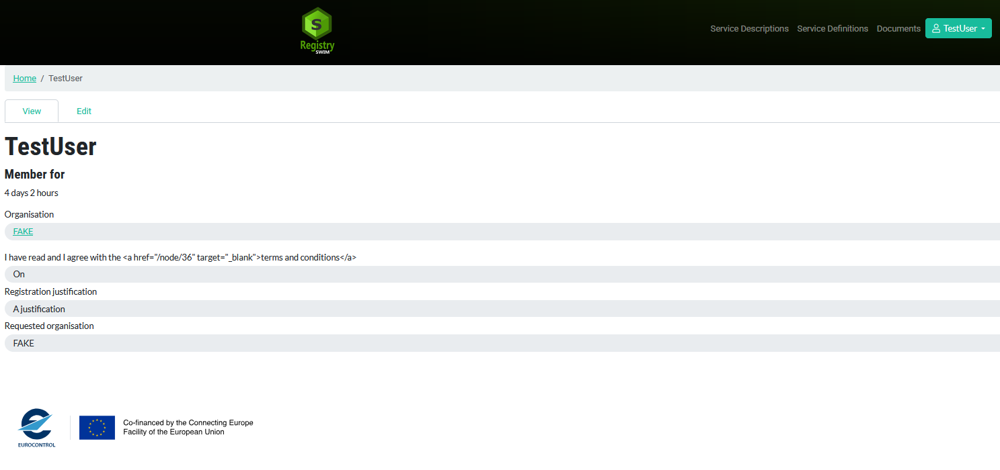 S
Registry
SWIM
Service Descriptions Service Definitions Documents TestUser
Home / TestUser
View Edit
TestUser
Member for
4 days 2 hours
Organisation
FAKE
I have read and I agree with the <a href="/node/36" target="_blank">terms and conditions</a>
On
Registration justification
A justification
Requested organisation
FAKE
EUROCONTROL
Co-financed by the Connecting Europe
Facility of the European Union